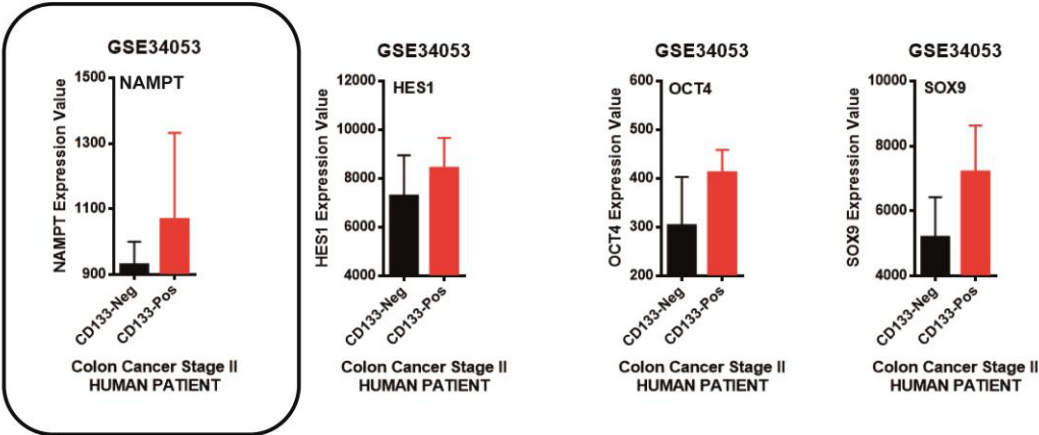 GSE34053
NAMPT
NAMPT Expression Value
1500
1300
1100
900
CD133-Neg
CD133-Pos
Colon Cancer Stage II
HUMAN PATIENT
GSE34053
HES1
HES1 Expression Value
12000
10000
8000
6000
4000
CD133-Neg
CD133-Pos
Colon Cancer Stage II
HUMAN PATIENT
GSE34053
OCT4
OCT4 Expression Value
600
500
400
300
200
CD133-Neg
CD133-Pos
Colon Cancer Stage II
HUMAN PATIENT
GSE34053
SOX9
SOX9 Expression Value
10000
8000
6000
4000
CD133-Neg
CD133-Pos
Colon Cancer Stage II
HUMAN PATIENT